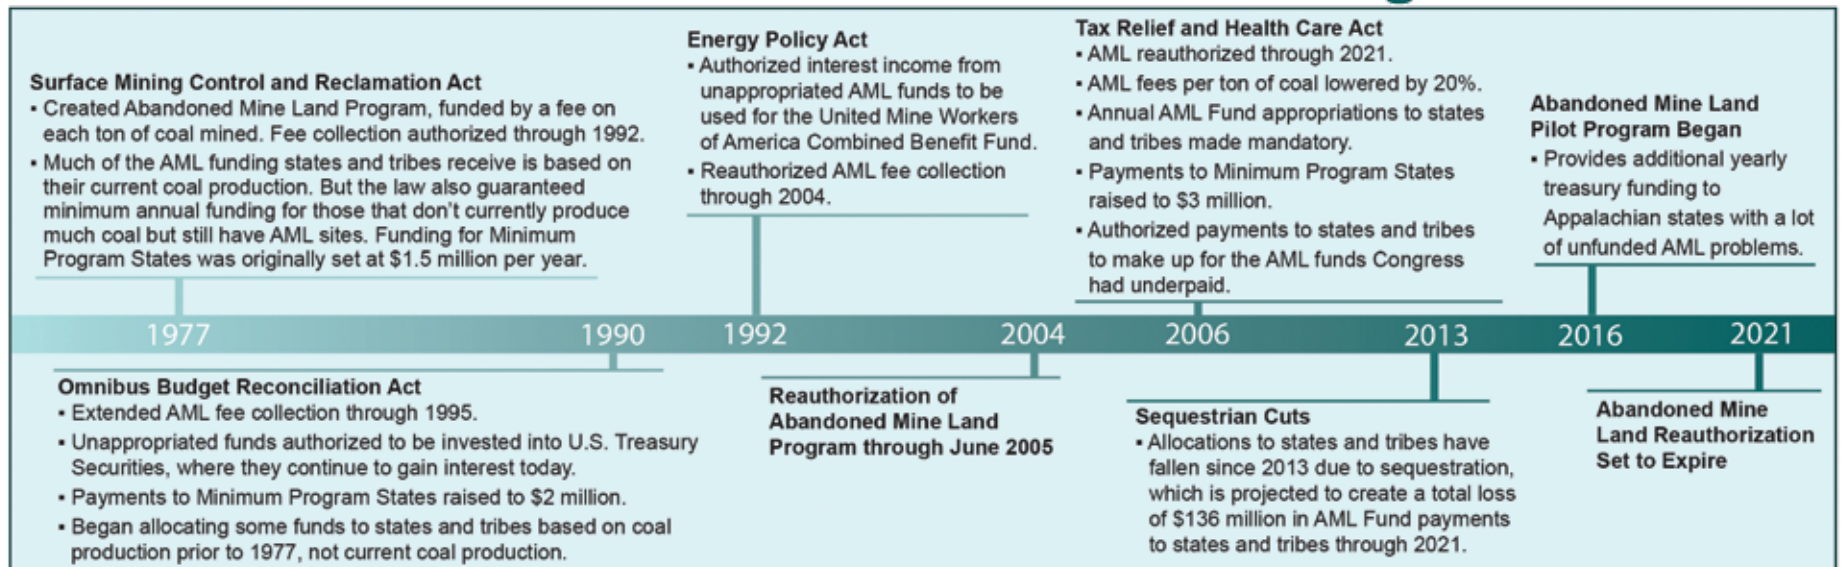 Surface Mining Control and Reclamation Act
▪ Created Abandoned Mine Land Program, funded by a fee on
each ton of coal mined. Fee collection authorized through 1992.
▪ Much of the AML funding states and tribes receive is based on
their current coal production. But the law also guaranteed
minimum annual funding for those that don't currently produce
much coal but still have AML sites. Funding for Minimum
Program States was originally set at $1.5 million per year.
Energy Policy Act
▪ Authorized interest income from
unappropriated AML funds to be
used for the United Mine Workers
of America Combined Benefit Fund.
▪ Reauthorized AML fee collection
through 2004.
Tax Relief and Health Care Act
▪ AML reauthorized through 2021.
▪ AML fees per ton of coal lowered by 20%.
▪ Annual AML Fund appropriations to states
and tribes made mandatory.
▪ Payments to Minimum Program States
raised to $3 million.
▪ Authorized payments to states and tribes
to make up for the AML funds Congress
had underpaid.
Abandoned Mine Land
Pilot Program Began
▪ Provides additional yearly
treasury funding to
Appalachian states with a lot
of unfunded AML problems.
1977 1990 1992 2004 2006 2013 2016 2021
Omnibus Budget Reconciliation Act
▪ Extended AML fee collection through 1995.
▪ Unappropriated funds authorized to be invested into U.S. Treasury
Securities, where they continue to gain interest today.
▪ Payments to Minimum Program States raised to $2 million.
▪ Began allocating some funds to states and tribes based on coal
production prior to 1977, not current coal production.
Reauthorization of
Abandoned Mine Land
Program through June 2005
Sequestrian Cuts
▪ Allocations to states and tribes have
fallen since 2013 due to sequestration,
which is projected to create a total loss
of $136 million in AML Fund payments
to states and tribes through 2021.
Abandoned Mine
Land Reauthorization
Set to Expire